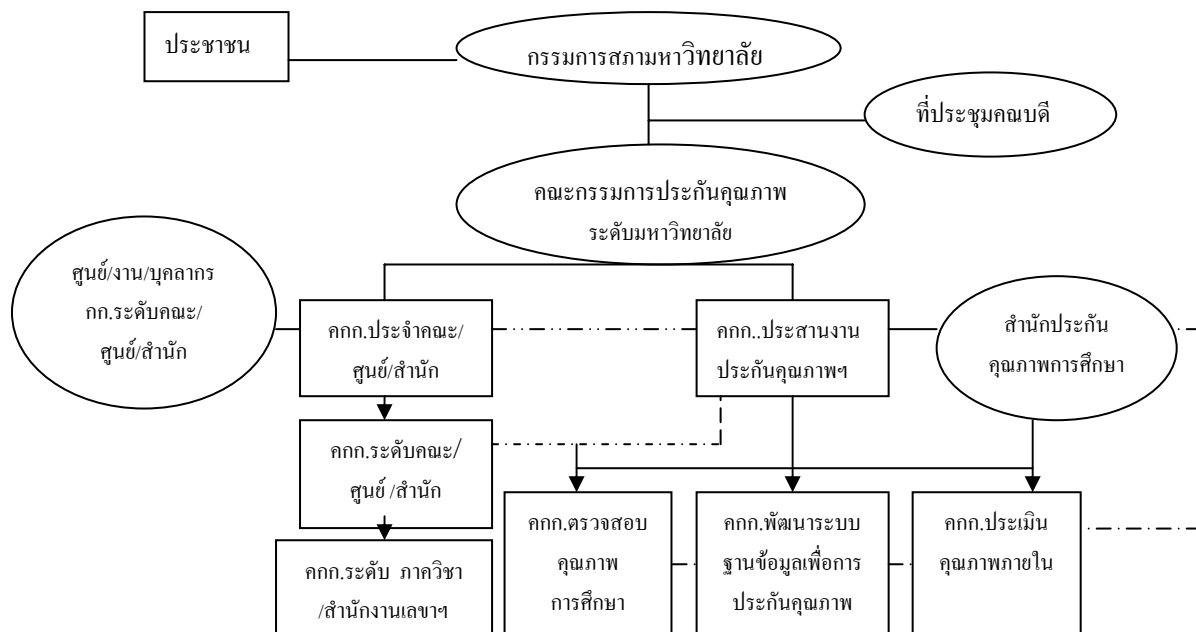 ประชาชน
กรรมการสภามหาวิทยาลัย
ที่ประชุมคณบดี
คณะกรรมการประกันคุณภาพ
ระดับมหาวิทยาลัย
ศูนย์/งาน/บุคลากร
กก.ระดับคณะ/
ศูนย์/สำนัก
คกก.ประจำคณะ/
ศูนย์/สำนัก
คกก..ประสานงาน
ประกันคุณภาพฯ
สำนักประกัน
คุณภาพการศึกษา
คกก.ระดับคณะ/
ศูนย์ /สำนัก
คกก.ตรวจสอบ
คุณภาพ
การศึกษา
คกก.พัฒนาระบบ
ฐานข้อมูลเพื่อการ
ประกันคุณภาพ
คกก.ประเมิน
คุณภาพภายใน
คกก.ระดับ ภาควิชา
/สำนักงานเลขาฯ